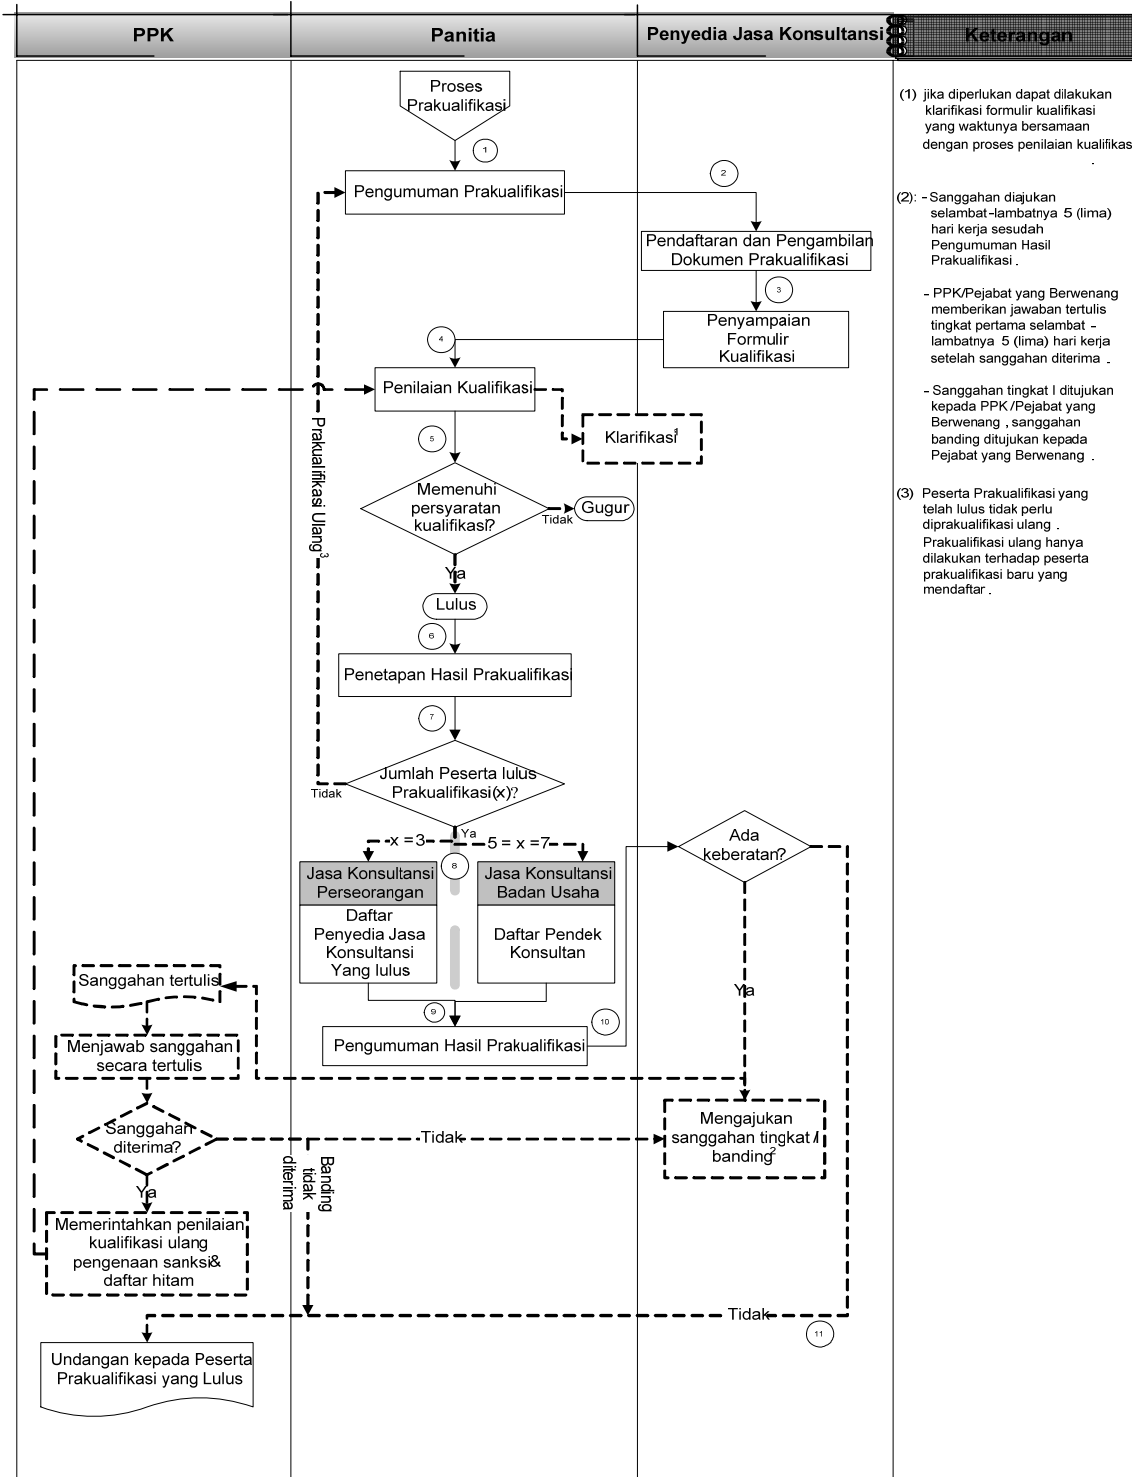 PPK
Panitia
Penyedia Jasa Konsultansi
Keterangan
Proses
Prakualifikasi
1
Pengumuman Prakualifikasi
2
Pendaftaran dan Pengambilan
Dokumen Prakualifikasi
3
Penyampaian
Formulir
Kualifikasi
4
Penilaian Kualifikasi
Klarifikasi1
5
Memenuhi
persyaratan
kualifikasi?
Tidak
Gugur
Ya
Lulus
6
Penetapan Hasil Prakualifikasi
7
Jumlah Peserta lulus
Prakualifikasi(x)?
Tidak
Prakualifikasi Ulang3
Ya
x =3
5 = x =7
8
Jasa Konsultansi
Perseorangan
Daftar
Penyedia Jasa
Konsultansi
Yang lulus
Jasa Konsultansi
Badan Usaha
Daftar Pendek
Konsultan
9
Pengumuman Hasil Prakualifikasi
10
Ada
keberatan?
Ya
Sanggahan tertulis
Menjawab sanggahan
secara tertulis
Sanggahan
diterima?
Tidak
Mengajukan
sanggahan tingkat I
banding2
Banding
tidak
diterima
Ya
Memerintahkan penilaian
kualifikasi ulang
pengenaan sanksi&
daftar hitam
Tidak
11
Undangan kepada Peserta
Prakualifikasi yang Lulus
(1) jika diperlukan dapat dilakukan
klarifikasi formulir kualifikasi
yang waktunya bersamaan
dengan proses penilaian kualifikas
.
(2): - Sanggahan diajukan
selambat-lambatnya 5 (lima)
hari kerja sesudah
Pengumuman Hasil
Prakualifikasi .
- PPK/Pejabat yang Berwenang
memberikan jawaban tertulis
tingkat pertama selambat -
lambatnya 5 (lima) hari kerja
setelah sanggahan diterima .
- Sanggahan tingkat I ditujukan
kepada PPK /Pejabat yang
Berwenang , sanggahan
banding ditujukan kepada
Pejabat yang Berwenang .
(3) Peserta Prakualifikasi yang
telah lulus tidak perlu
diprakualifikasi ulang .
Prakualifikasi ulang hanya
dilakukan terhadap peserta
prakualifikasi baru yang
mendaftar .